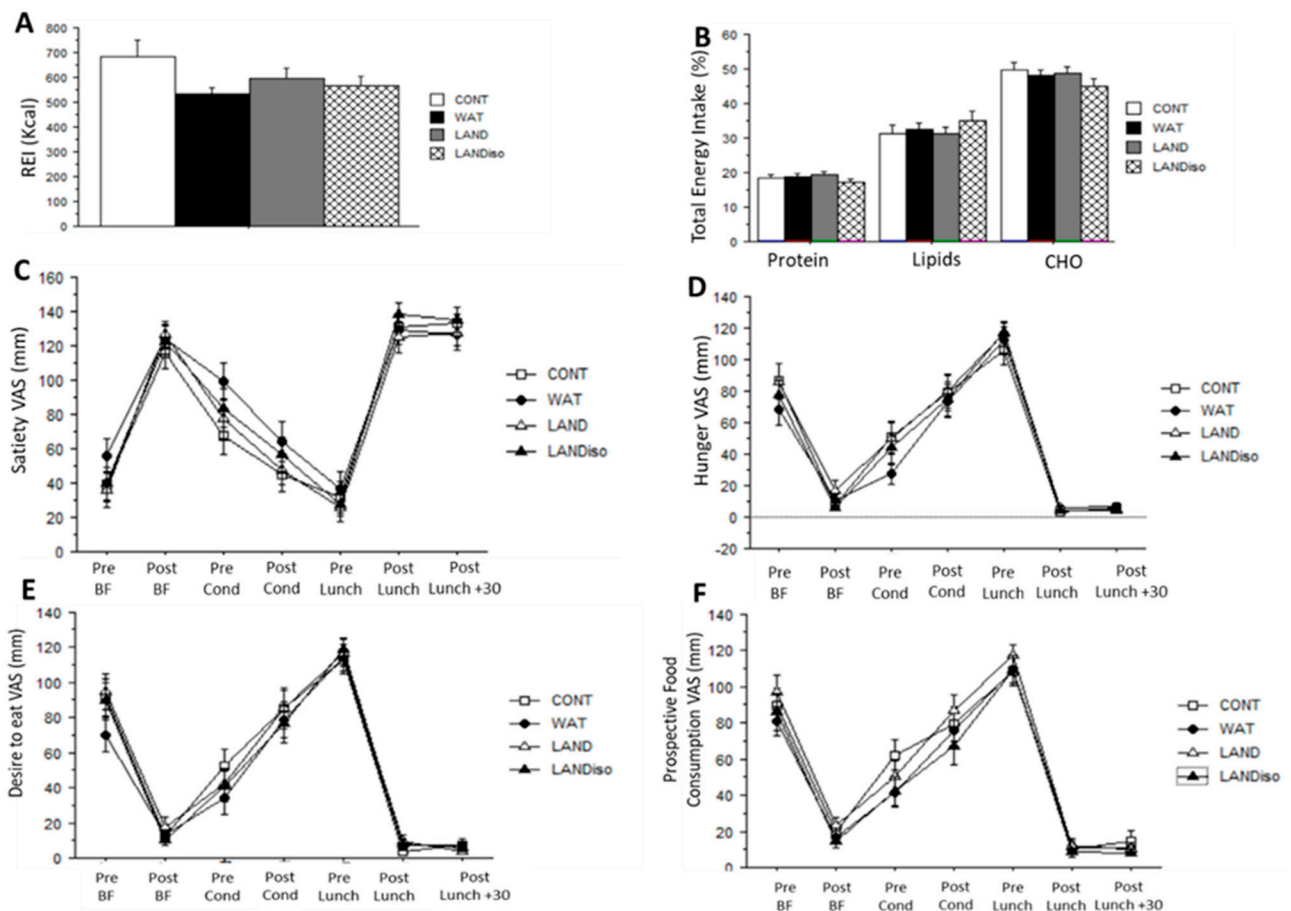 A
REI (Kcal)
800
700
600
500
400
300
200
100
0
CONT
WAT
LAND
LANDiso
B
Total Energy Intake (%)
60
50
40
30
20
10
0
Protein
Lipids
CHO
CONT
WAT
LAND
LANDiso
C
Satiety VAS (mm)
160
140
120
100
80
60
40
20
0
Pre BF
Post BF
Pre Cond
Post Cond
Pre Lunch
Post Lunch
Post Lunch +30
CONT
WAT
LAND
LANDiso
D
Hunger VAS (mm)
140
120
100
80
60
40
20
0
-20
Pre BF
Post BF
Pre Cond
Post Cond
Pre Lunch
Post Lunch
Post Lunch +30
CONT
WAT
LAND
LANDiso
E
Desire to eat VAS (mm)
140
120
100
80
60
40
20
0
Pre BF
Post BF
Pre Cond
Post Cond
Pre Lunch
Post Lunch
Post Lunch +30
CONT
WAT
LAND
LANDiso
F
Prospective Food
Consumption VAS (mm)
140
120
100
80
60
40
20
0
Pre BF
Post BF
Pre Cond
Post Cond
Pre Lunch
Post Lunch
Post Lunch +30
CONT
WAT
LAND
LANDiso